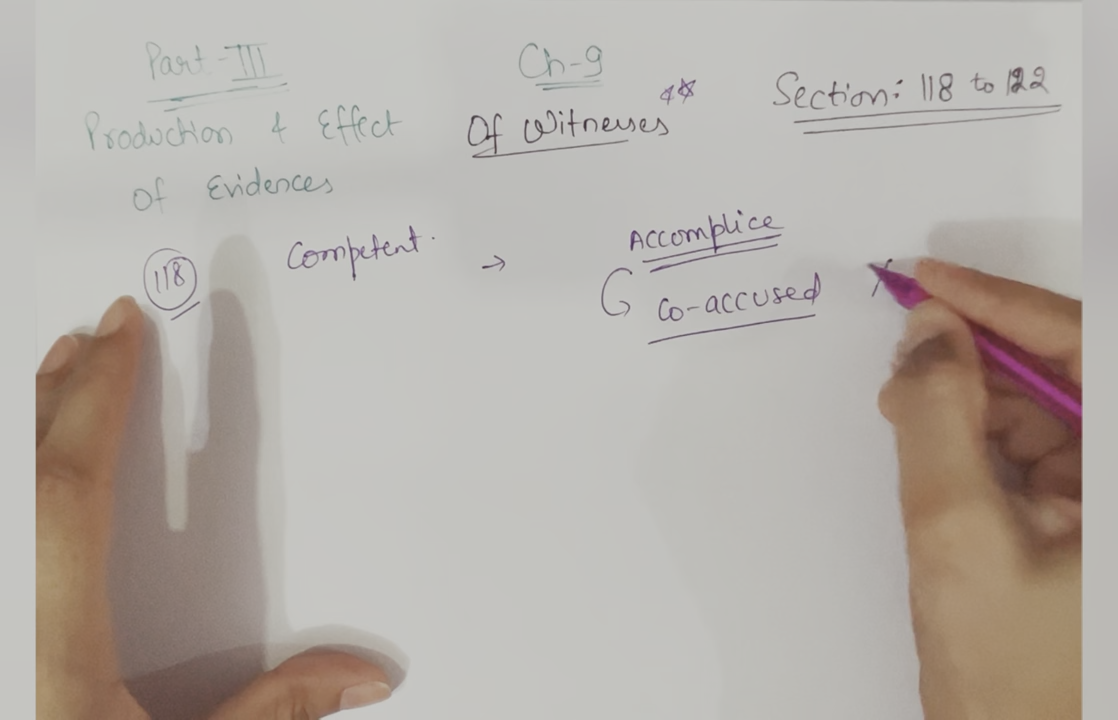 Part-III
Production & Effect
of Evidences
Ch-9
Of Witnesses
Section: 118 to 122
118
Competent. →
Accomplice
Co-accused